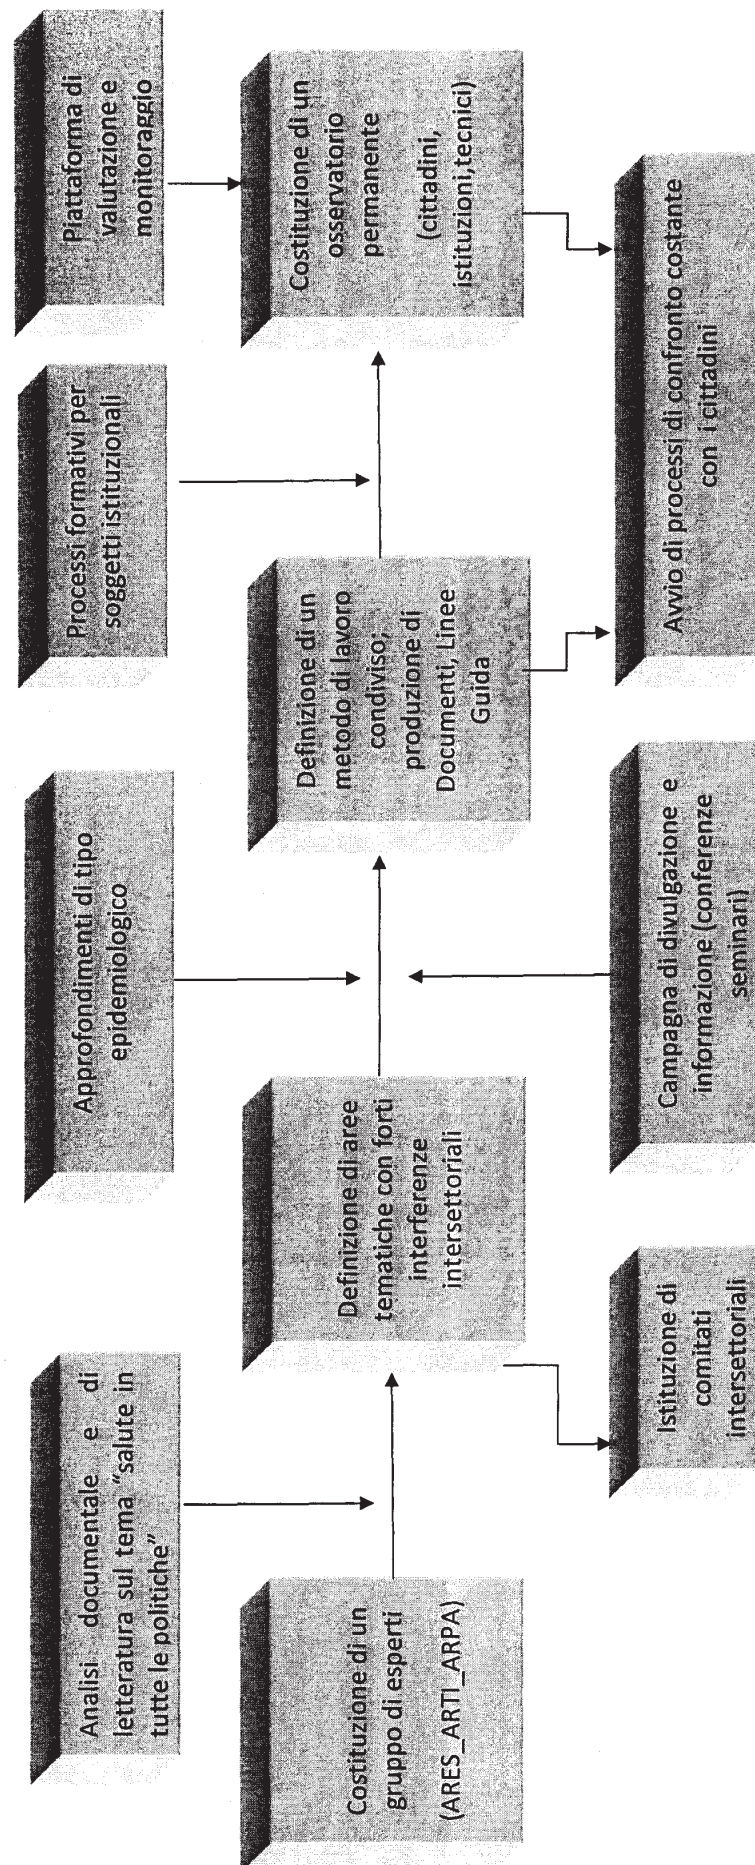 Analisi documentale e di
letteratura sul tema "salute in
tutte le politiche"
Approfondimenti di tipo
epidemiologico
Processi formativi per
soggetti istituzionali
Piattaforma di
valutazione e
monitoraggio
Costituzione di un
gruppo di esperti
(ARES_ARTI_ARPA)
Definizione di aree
tematiche con forti
interferenze
intersettoriali
Definizione di un
metodo di lavoro
condiviso;
produzione di
Documenti, Linee
Guida
Costituzione di un
osservatorio
permanente
(cittadini,
istituzioni,tecnici)
Istituzione di
comitati
intersettoriali
Campagna di divulgazione e
informazione (conferenze
seminari)
Avvio di processi di confronto costante
con i cittadini